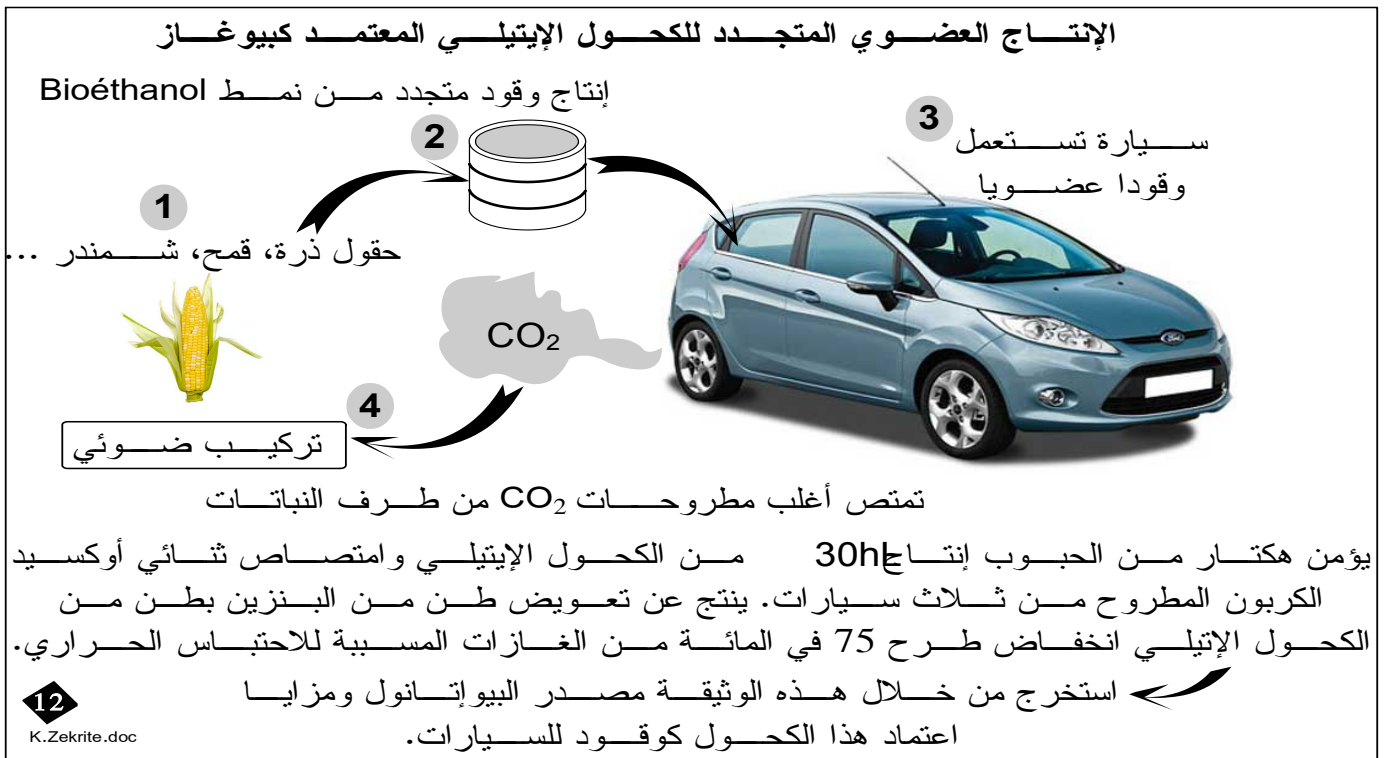 الإنتاج العضوي المتجدد للكحول الإيتيلي المعتمد كبيوغاز
إنتاج وقود متجدد من نمط Bioéthanol
2
3
سيارة تستعمل
وقودا عضويا
1
حقول ذرة، قمح، شمندر ...
CO₂
Ford
4
تركيب ضوئي
تمتص أغلب مطروحات CO₂ من طرف النباتات
يؤمن هكتار من الحبوب إنتاج 30hl من الكحول الإيتيلي وامتصاص ثنائي أوكسيد
الكربون المطروح من ثلاث سيارات. ينتج عن تعويض طن من البنزين بطن من
الكحول الإتيلي انخفاض طرح 75 في المائة من الغازات المسببة للاحتباس الحراري.
استخرج من خلال هذه الوثيقة مصدر البيوإتانول ومزايا
اعتماد هذا الكحول كوقود للسيارات.
12
K.Zekrite.doc